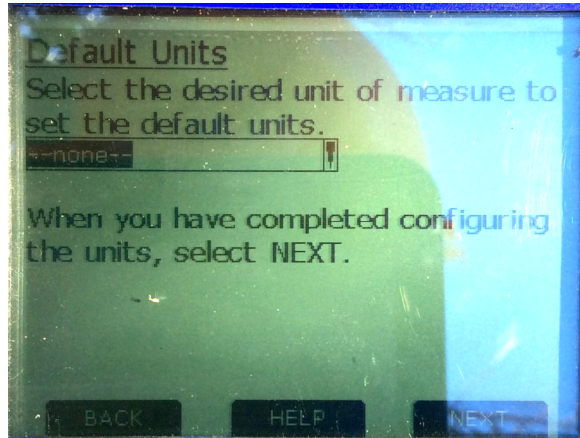 Default Units
Select the desired unit of measure to
set the default units.
--none--
When you have completed configuring
the units, select NEXT.
BACK HELP NEXT